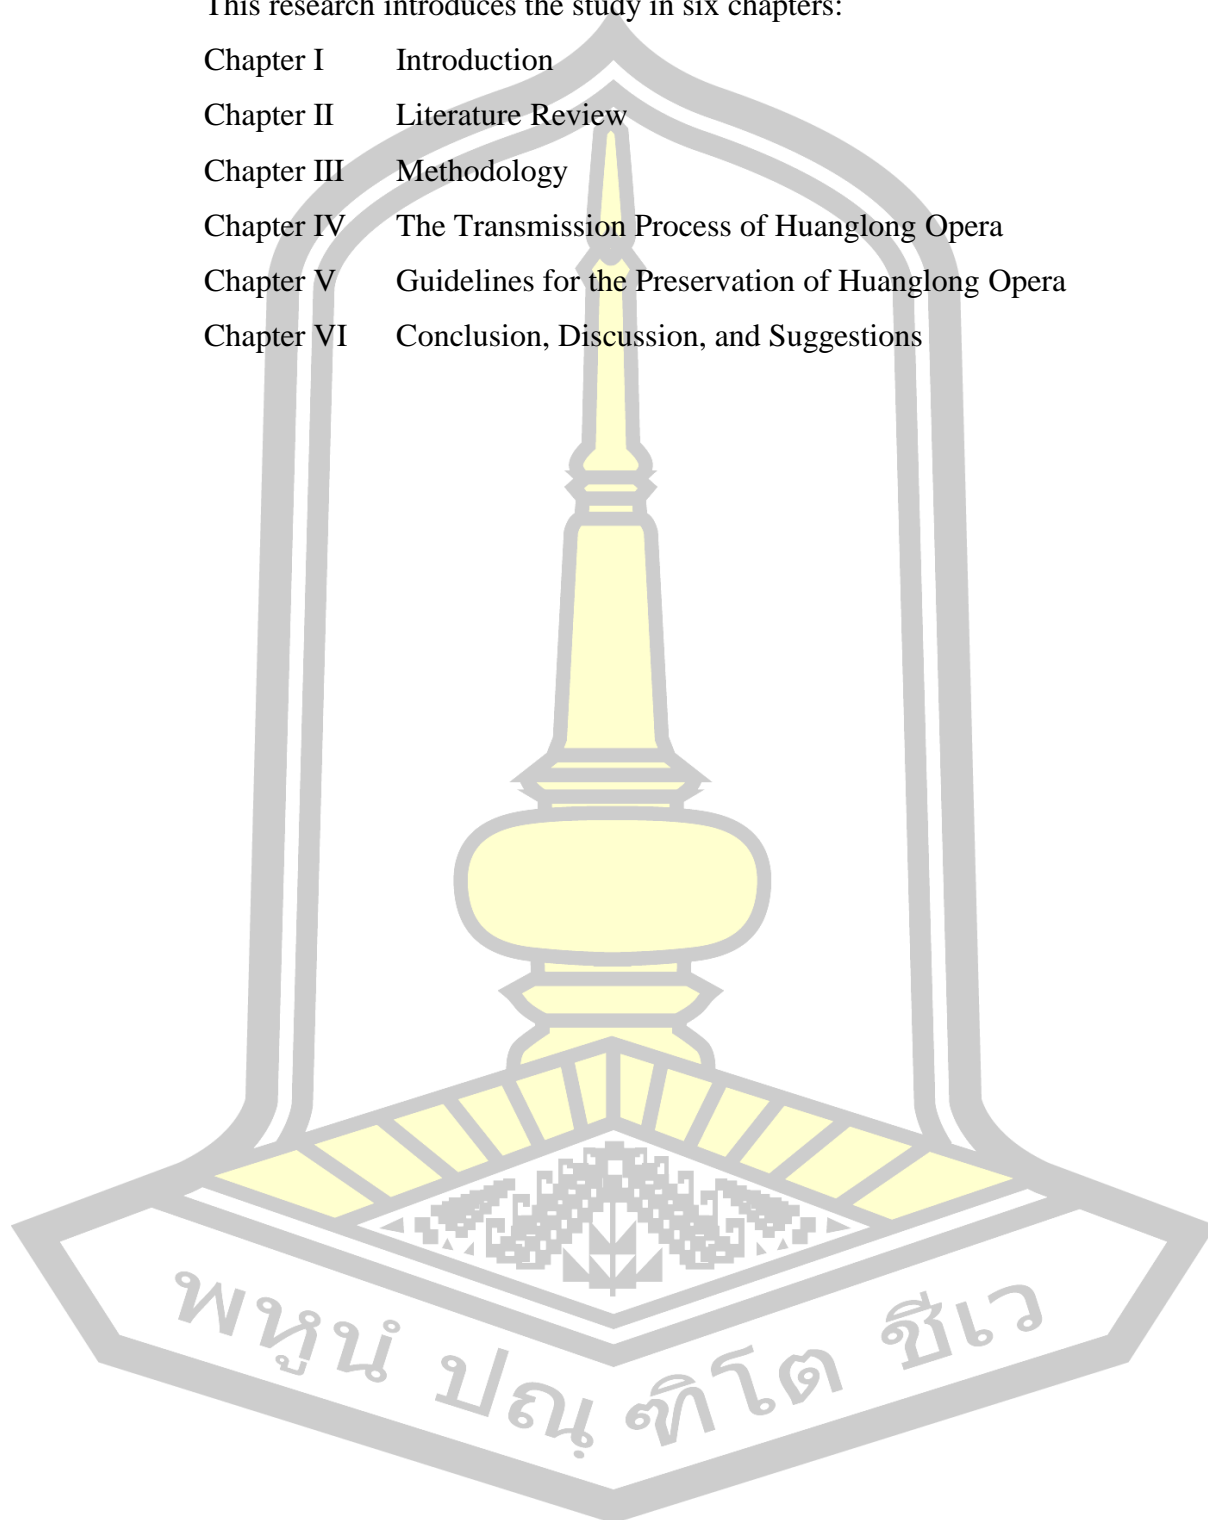 This research introduces the study in six chapters:
Chapter I Introduction
Chapter II Literature Review
Chapter III Methodology
Chapter IV The Transmission Process of Huanglong Opera
Chapter V Guidelines for the Preservation of Huanglong Opera
Chapter VI Conclusion, Discussion, and Suggestions
พหูนํ ปณฺฑิโต ชีเว